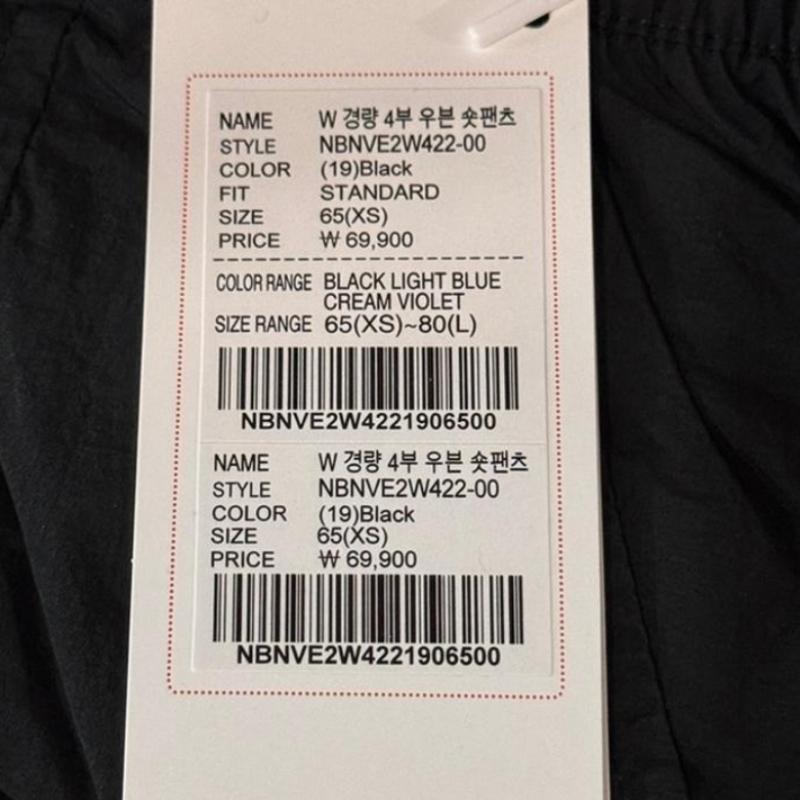 NAME W 경량 4부 우븐 숏팬츠
STYLE NBNVE2W422-00
COLOR (19)Black
FIT STANDARD
SIZE 65(XS)
PRICE ₩ 69,900
COLOR RANGE BLACK LIGHT BLUE
CREAM VIOLET
SIZE RANGE 65(XS)~80(L)
NBNVE2W4221906500
NAME W 경량 4부 우븐 숏팬츠
STYLE NBNVE2W422-00
COLOR (19)Black
SIZE 65(XS)
PRICE ₩ 69,900
NBNVE2W4221906500